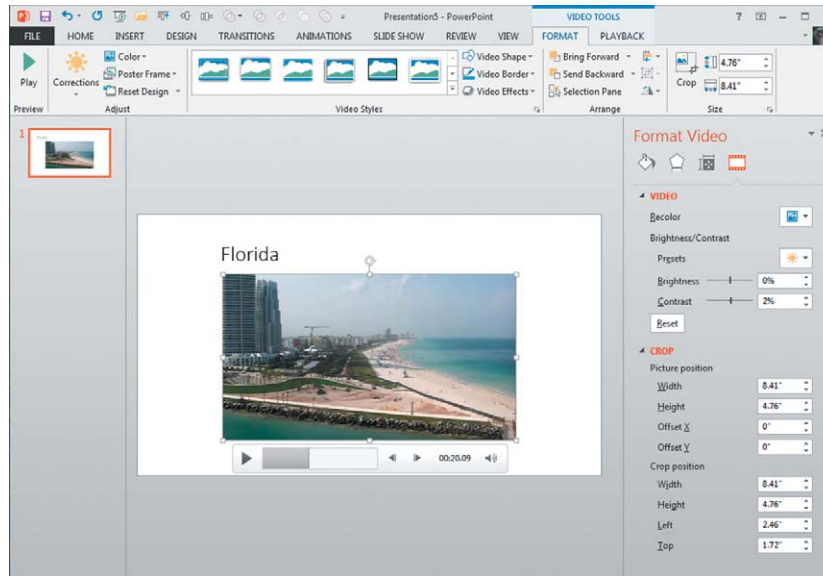 Presentation5 - PowerPoint
VIDEO TOOLS
?
FILE HOME INSERT DESIGN TRANSITIONS ANIMATIONS SLIDE SHOW REVIEW VIEW FORMAT PLAYBACK
Play
Preview
Corrections
Color
Poster Frame
Reset Design
Adjust
Video Styles
Video Shape
Video Border
Video Effects
Bring Forward
Send Backward
Selection Pane
Arrange
Crop
4.76"
8.41"
Size
1
Florida
00:20.09
Format Video
VIDEO
Recolor
Brightness/Contrast
Presets
Brightness 0%
Contrast 2%
Reset
CROP
Picture position
Width 8.41"
Height 4.76"
Offset X 0"
Offset Y 0"
Crop position
Width 8.41"
Height 4.76"
Left 2.46"
Top 1.72"